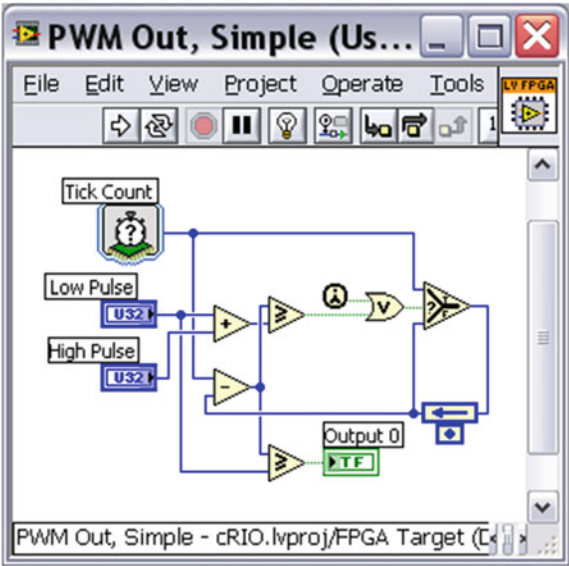 PWM Out, Simple (Us...
File Edit View Project Operate Tools
LV FPGA
1
Tick Count
?
Low Pulse
U32
High Pulse
U32
+
≥
V
?
T
F
-
≥
Output 0
TF
PWM Out, Simple - cRIO.lvproj/FPGA Target (